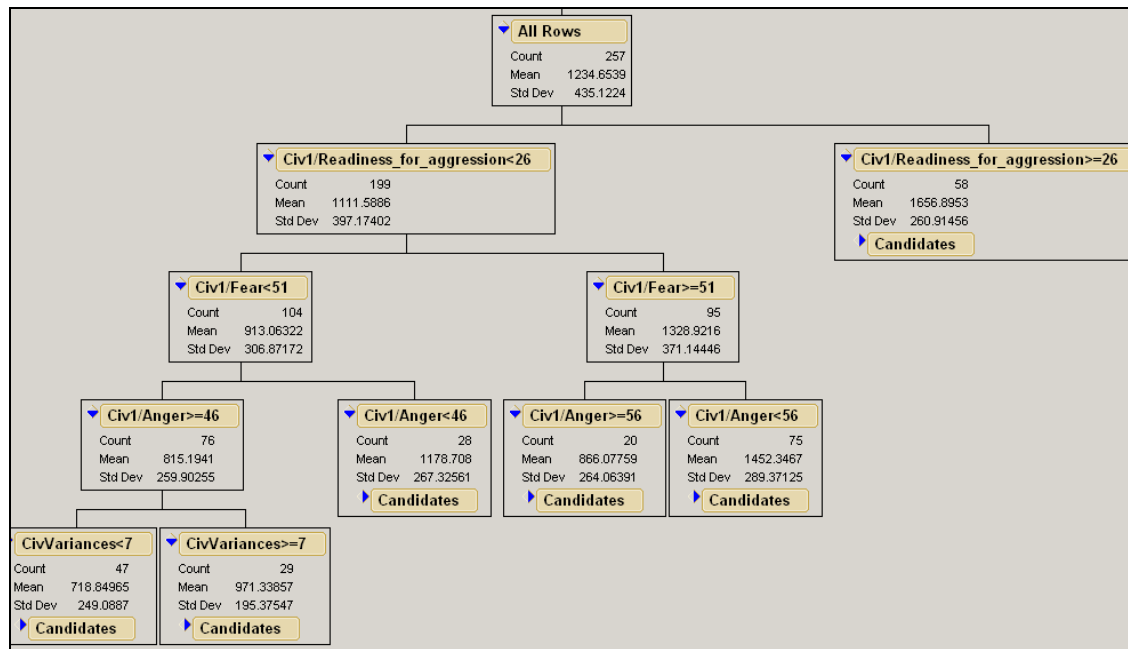 All Rows
Count 257
Mean 1234.6539
Std Dev 435.1224
Civ1/Readiness_for_aggression<26
Count 199
Mean 1111.5886
Std Dev 397.17402
Civ1/Readiness_for_aggression>=26
Count 58
Mean 1656.8953
Std Dev 260.91456
Candidates
Civ1/Fear<51
Count 104
Mean 913.06322
Std Dev 306.87172
Civ1/Fear>=51
Count 95
Mean 1328.9216
Std Dev 371.14446
Civ1/Anger>=46
Count 76
Mean 815.1941
Std Dev 259.90255
Civ1/Anger<46
Count 28
Mean 1178.708
Std Dev 267.32561
Candidates
Civ1/Anger>=56
Count 20
Mean 866.07759
Std Dev 264.06391
Candidates
Civ1/Anger<56
Count 75
Mean 1452.3467
Std Dev 289.37125
Candidates
CivVariances<7
Count 47
Mean 718.84965
Std Dev 249.0887
Candidates
CivVariances>=7
Count 29
Mean 971.33857
Std Dev 195.37547
Candidates